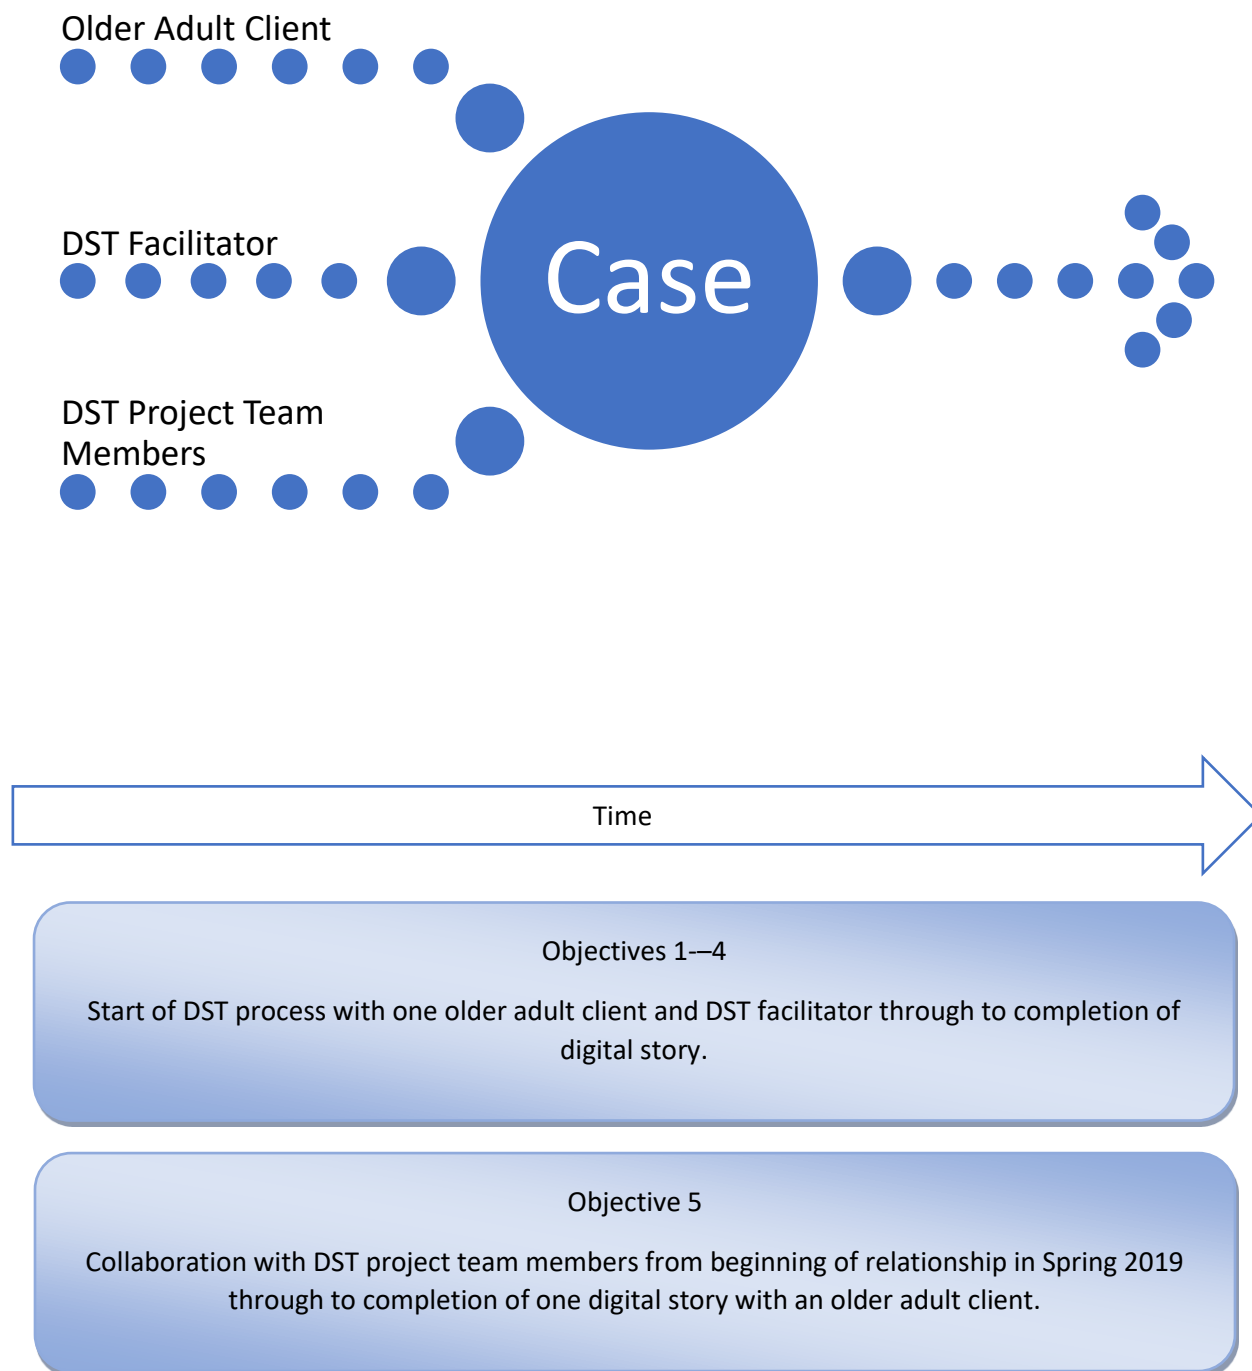 Older Adult Client
DST Facilitator
Case
DST Project Team
Members
Time
Objectives 1-–4
Start of DST process with one older adult client and DST facilitator through to completion of
digital story.
Objective 5
Collaboration with DST project team members from beginning of relationship in Spring 2019
through to completion of one digital story with an older adult client.